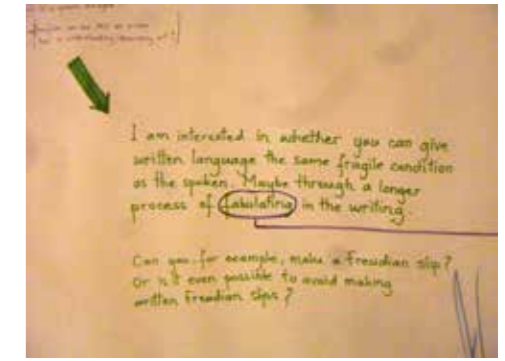 I am interested in whether you can give
written language the same fragile condition
as the spoken. Maybe through a longer
process of fabulating in the writing.
Can you, for example, make a Freudian slip?
Or is it even possible to avoid making
written Freudian slips?